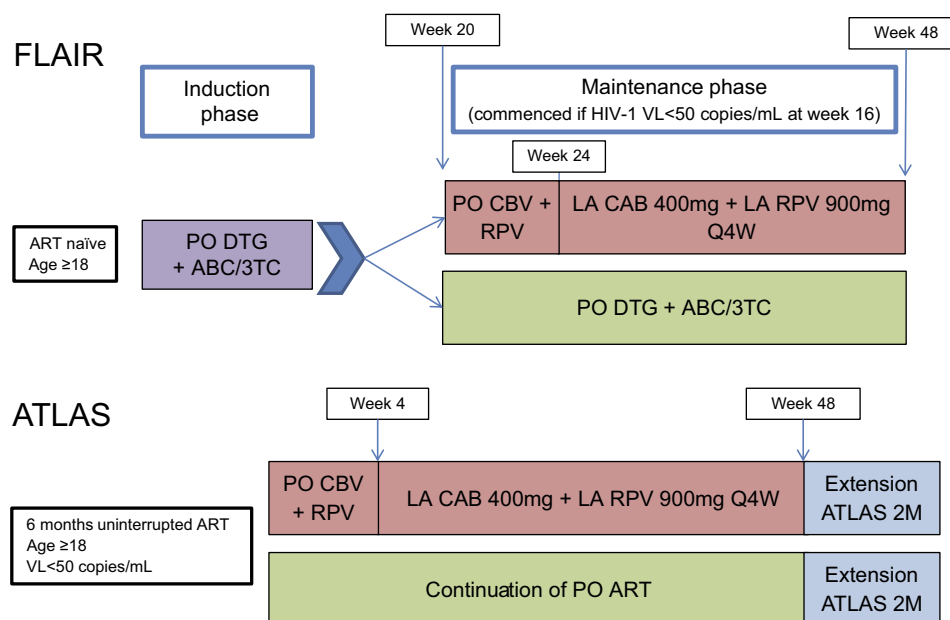 Week 20
Week 48
FLAIR
Induction
phase
Maintenance phase
(commenced if HIV-1 VL<50 copies/mL at week 16)
Week 24
ART naïve
Age ≥18
PO DTG
+ ABC/3TC
PO CBV +
RPV
LA CAB 400mg + LA RPV 900mg
Q4W
PO DTG + ABC/3TC
ATLAS
Week 4
Week 48
6 months uninterrupted ART
Age ≥18
VL<50 copies/mL
PO CBV
+ RPV
LA CAB 400mg + LA RPV 900mg Q4W
Extension
ATLAS 2M
Continuation of PO ART
Extension
ATLAS 2M